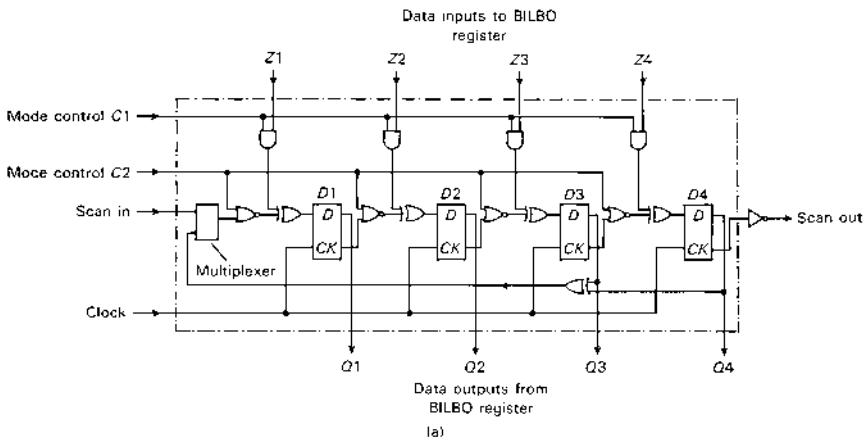 Data inputs to BILBO
register
Z1 Z2 Z3 Z4
Mode control C1
Moce control C2
D1 D2 D3 D4
D D D D
Scan in
Scan out
CK CK CK CK
Multiplexer
Clock
Q1 Q2 Q3 Q4
Data outputs from
BILBO register
(a)